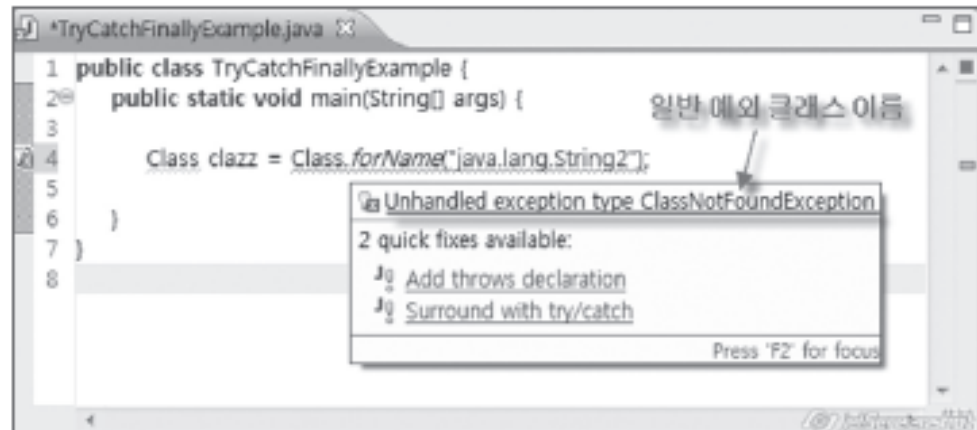 *TryCatchFinallyExample.java
1 public class TryCatchFinallyExample {
2 public static void main(String[] args) {
일반 예외 클래스 이름
3
4 Class clazz = Class.forName("java.lang.String2");
5
Unhandled exception type ClassNotFoundException
6 }
2 quick fixes available:
7 }
8
Add throws declaration
Surround with try/catch
Press 'F2' for focus